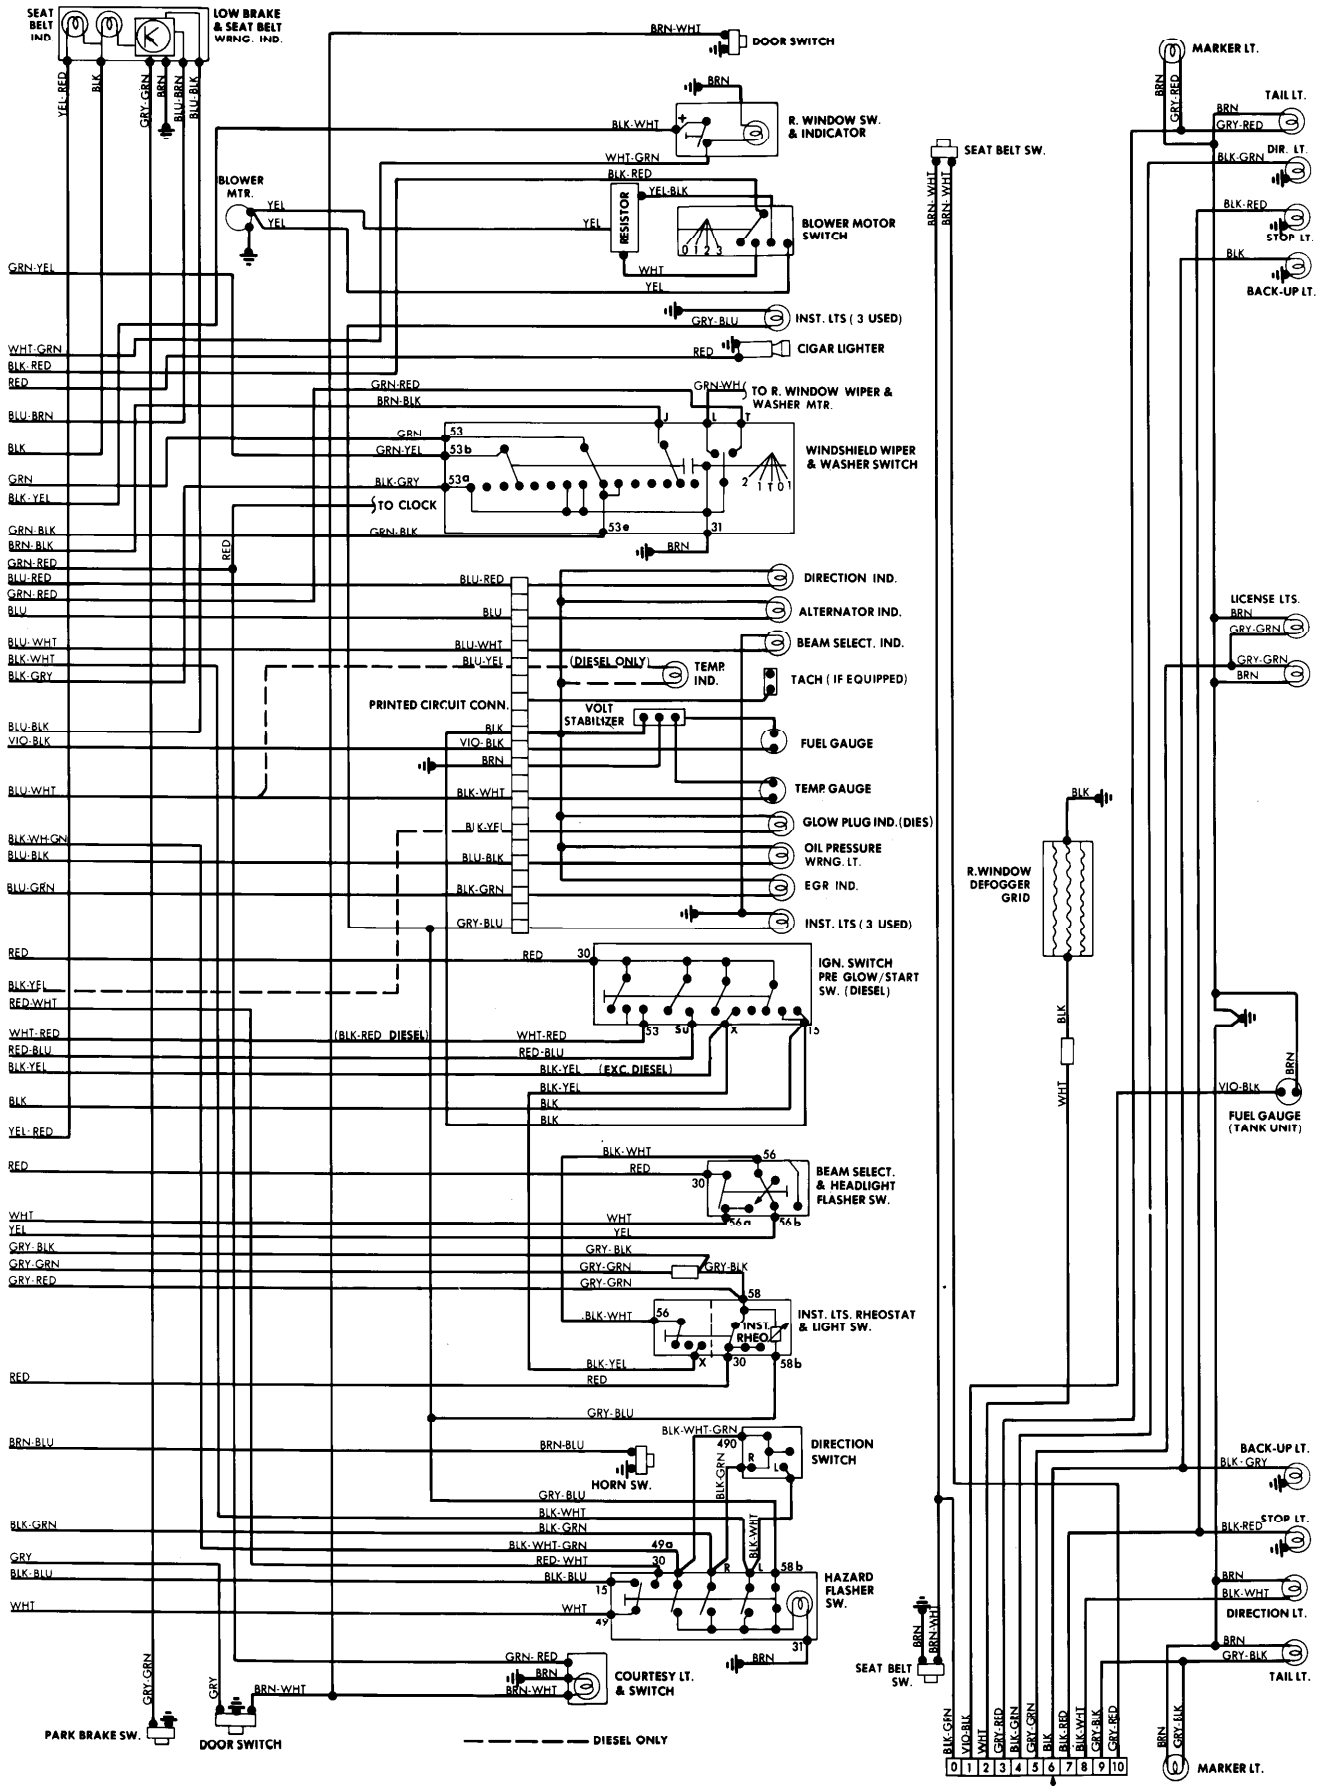 SEAT
BELT
IND.
LOW BRAKE
& SEAT BELT
WRNG. IND.
YEL-RED
BLK
GRY-GRN
BRN
BLU-BRN
BLU-BLK
BRN-WHT
DOOR SWITCH
BRN
BLK-WHT
+
R. WINDOW SW.
& INDICATOR
WHT-GRN
BLK-RED
BLOWER
MTR.
YEL
YEL
YEL
RESISTOR
YEL-BLK
0 1 2 3
BLOWER MOTOR
SWITCH
WHT
YEL
GRN-YEL
GRY-BLU
INST. LTS ( 3 USED)
WHT-GRN
BLK-RED
RED
RED
CIGAR LIGHTER
GRN-RED
BRN-BLK
GRN-WH
TO R. WINDOW WIPER &
WASHER MTR.
BLU-BRN
BLK
GRN
BLK-YEL
GRN
53
GRN-YEL
53b
BLK-GRY
53a
J
L
T
2 1 T 0 1
WINDSHIELD WIPER
& WASHER SWITCH
TO CLOCK
GRN-BLK
53e
31
BRN
GRN-BLK
BRN-BLK
GRN-RED
RED
BLU-RED
GRN-RED
BLU
BLU-WHT
BLK-WHT
BLK-GRY
BLU-BLK
VIO-BLK
BLU-WHT
BLK-WH-GN
BLU-BLK
BLU-GRN
BLU-RED
DIRECTION IND.
BLU
ALTERNATOR IND.
BLU-WHT
BEAM SELECT. IND.
BLU-YEL
(DIESEL ONLY)
TEMP.
IND.
TACH ( IF EQUIPPED)
PRINTED CIRCUIT CONN.
VOLT
STABILIZER
BLK
VIO-BLK
FUEL GAUGE
BRN
BLK-WHT
TEMP. GAUGE
BLK-YEL
GLOW PLUG IND.(DIES)
BLU-BLK
OIL PRESSURE
WRNG. LT.
BLK-GRN
EGR IND.
GRY-BLU
INST. LTS ( 3 USED)
RED
RED
30
IGN. SWITCH
PRE GLOW/START
SW. (DIESEL)
BLK-YEL
RED-WHT
WHT-RED
(BLK-RED DIESEL)
WHT-RED
53
SU
X
15
RED-BLU
RED-BLU
BLK-YEL
BLK-YEL
(EXC. DIESEL)
BLK-YEL
BLK
BLK
BLK
YEL-RED
BLK-WHT
56
RED
RED
30
BEAM SELECT.
& HEADLIGHT
FLASHER SW.
WHT
WHT
56a
56b
YEL
YEL
GRY-BLK
GRY-BLK
GRY-GRN
GRY-GRN
GRY-BLK
GRY-RED
GRY-GRN
58
BLK-WHT
56
INST.
RHEO.
INST. LTS. RHEOSTAT
& LIGHT SW.
BLK-YEL
X
30
58b
RED
RED
GRY-BLU
BLK-WHT-GRN
490
R
L
DIRECTION
SWITCH
BRN-BLU
BRN-BLU
HORN SW.
BLK-GRN
GRY-BLU
BLK-WHT
BLK-GRN
BLK-GRN
BLK-WHT-GRN
49a
BLK-WHT
GRY
RED-WHT
30
R
L
58b
BLK-BLU
BLK-BLU
15
HAZARD
FLASHER
SW.
WHT
WHT
49
31
BRN
GRN-RED
BRN
BRN-WHT
COURTESY LT.
& SWITCH
GRY-GRN
GRY
BRN-WHT
PARK BRAKE SW.
DOOR SWITCH
DIESEL ONLY
SEAT BELT SW.
BRN-WHT
BRN-WHT
MARKER LT.
BRN
GRY-RED
TAIL LT.
BRN
GRY-RED
DIR. LT.
BLK-GRN
BLK-RED
STOP LT.
BLK
BACK-UP LT.
LICENSE LTS.
BRN
GRY-GRN
GRY-GRN
BRN
BLK
R.WINDOW
DEFOGGER
GRID
BLK
WHT
VIO-BLK
BRN
FUEL GAUGE
(TANK UNIT)
BACK-UP LT.
BLK-GRY
STOP LT.
BLK-RED
BRN
BLK-WHT
DIRECTION LT.
BRN
GRY-BLK
TAIL LT.
BRN
BRN-WHT
SEAT BELT
SW.
BLK-GRN
VIO-BLK
WHT
GRY-RED
BLK-GRN
GRY-GRN
BLK
BLK-RED
BLK-WHT
GRY-BLK
GRY-RED
0 1 2 3 4 5 6 7 8 9 10
BRN
GRY-BLK
MARKER LT.